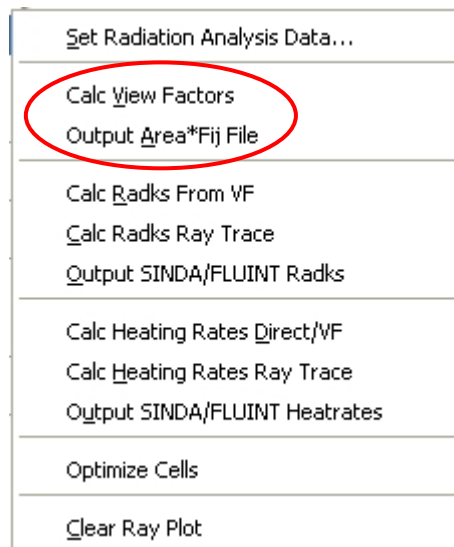 Set Radiation Analysis Data...
Calc View Factors
Output Area*Fij File
Calc Radks From VF
Calc Radks Ray Trace
Output SINDA/FLUINT Radks
Calc Heating Rates Direct/VF
Calc Heating Rates Ray Trace
Output SINDA/FLUINT Heatrates
Optimize Cells
Clear Ray Plot